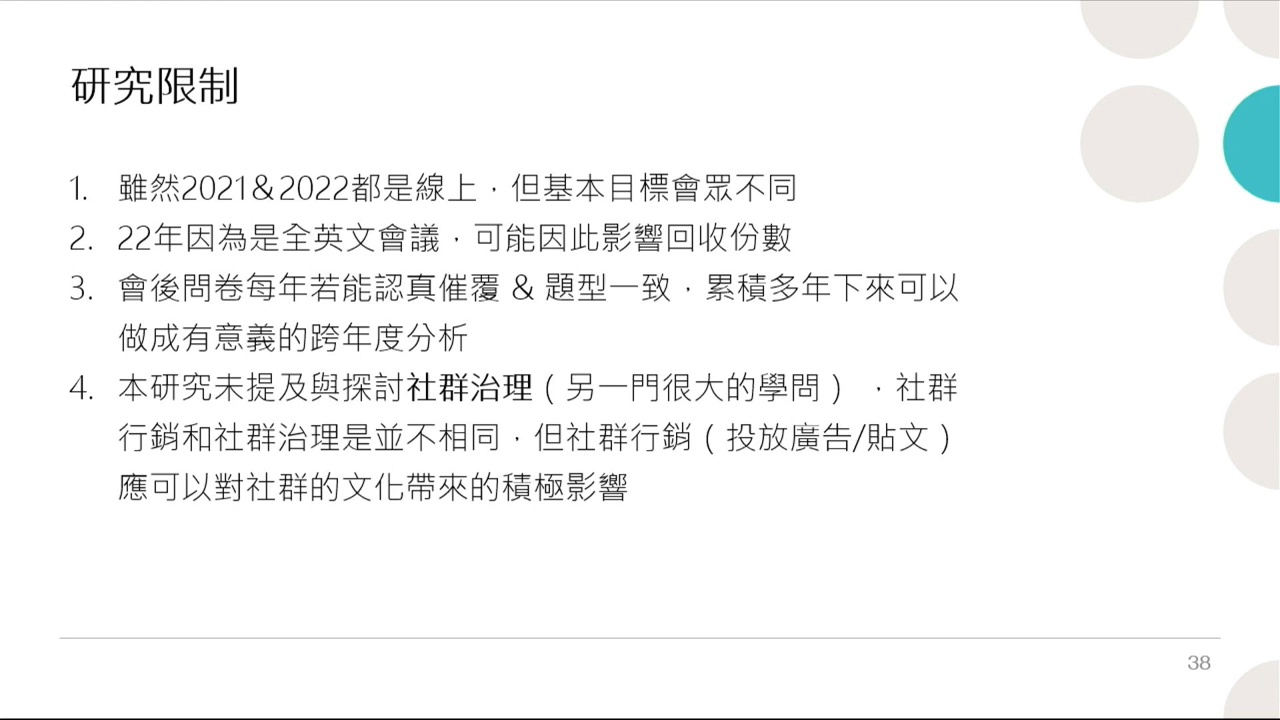 研究限制
1. 雖然2021&2022都是線上，但基本目標會眾不同
2. 22年因為是全英文會議，可能因此影響回收份數
3. 會後問卷每年若能認真催覆 & 題型一致，累積多年下來可以
做成有意義的跨年度分析
4. 本研究未提及與探討社群治理（另一門很大的學問） ，社群
行銷和社群治理是並不相同，但社群行銷（投放廣告/貼文）
應可以對社群的文化帶來的積極影響
38